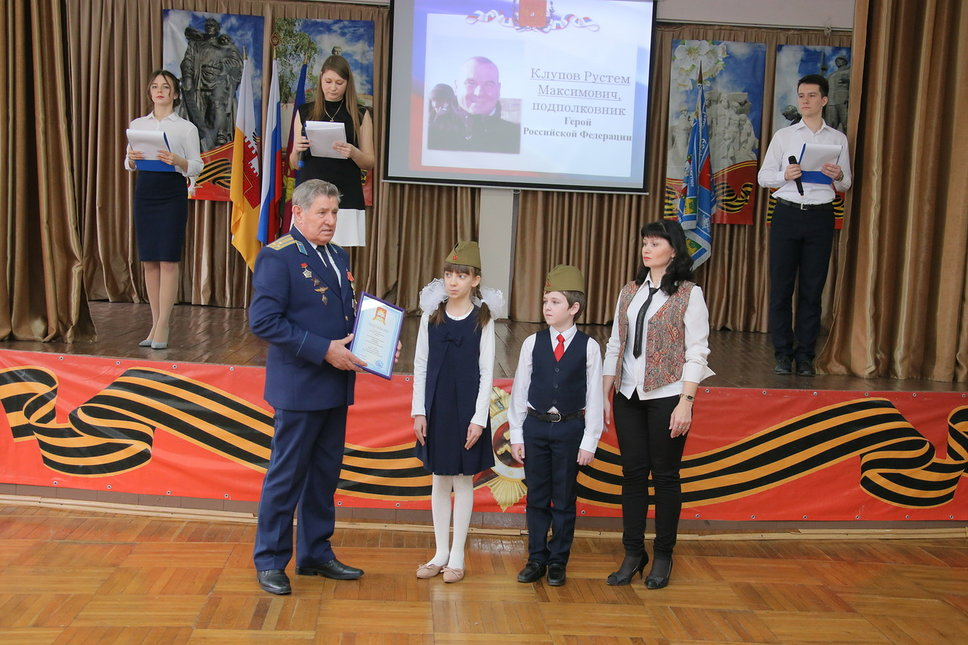 Клупов Рустем
Максимович,
подполковник
Герой
Российской Федерации